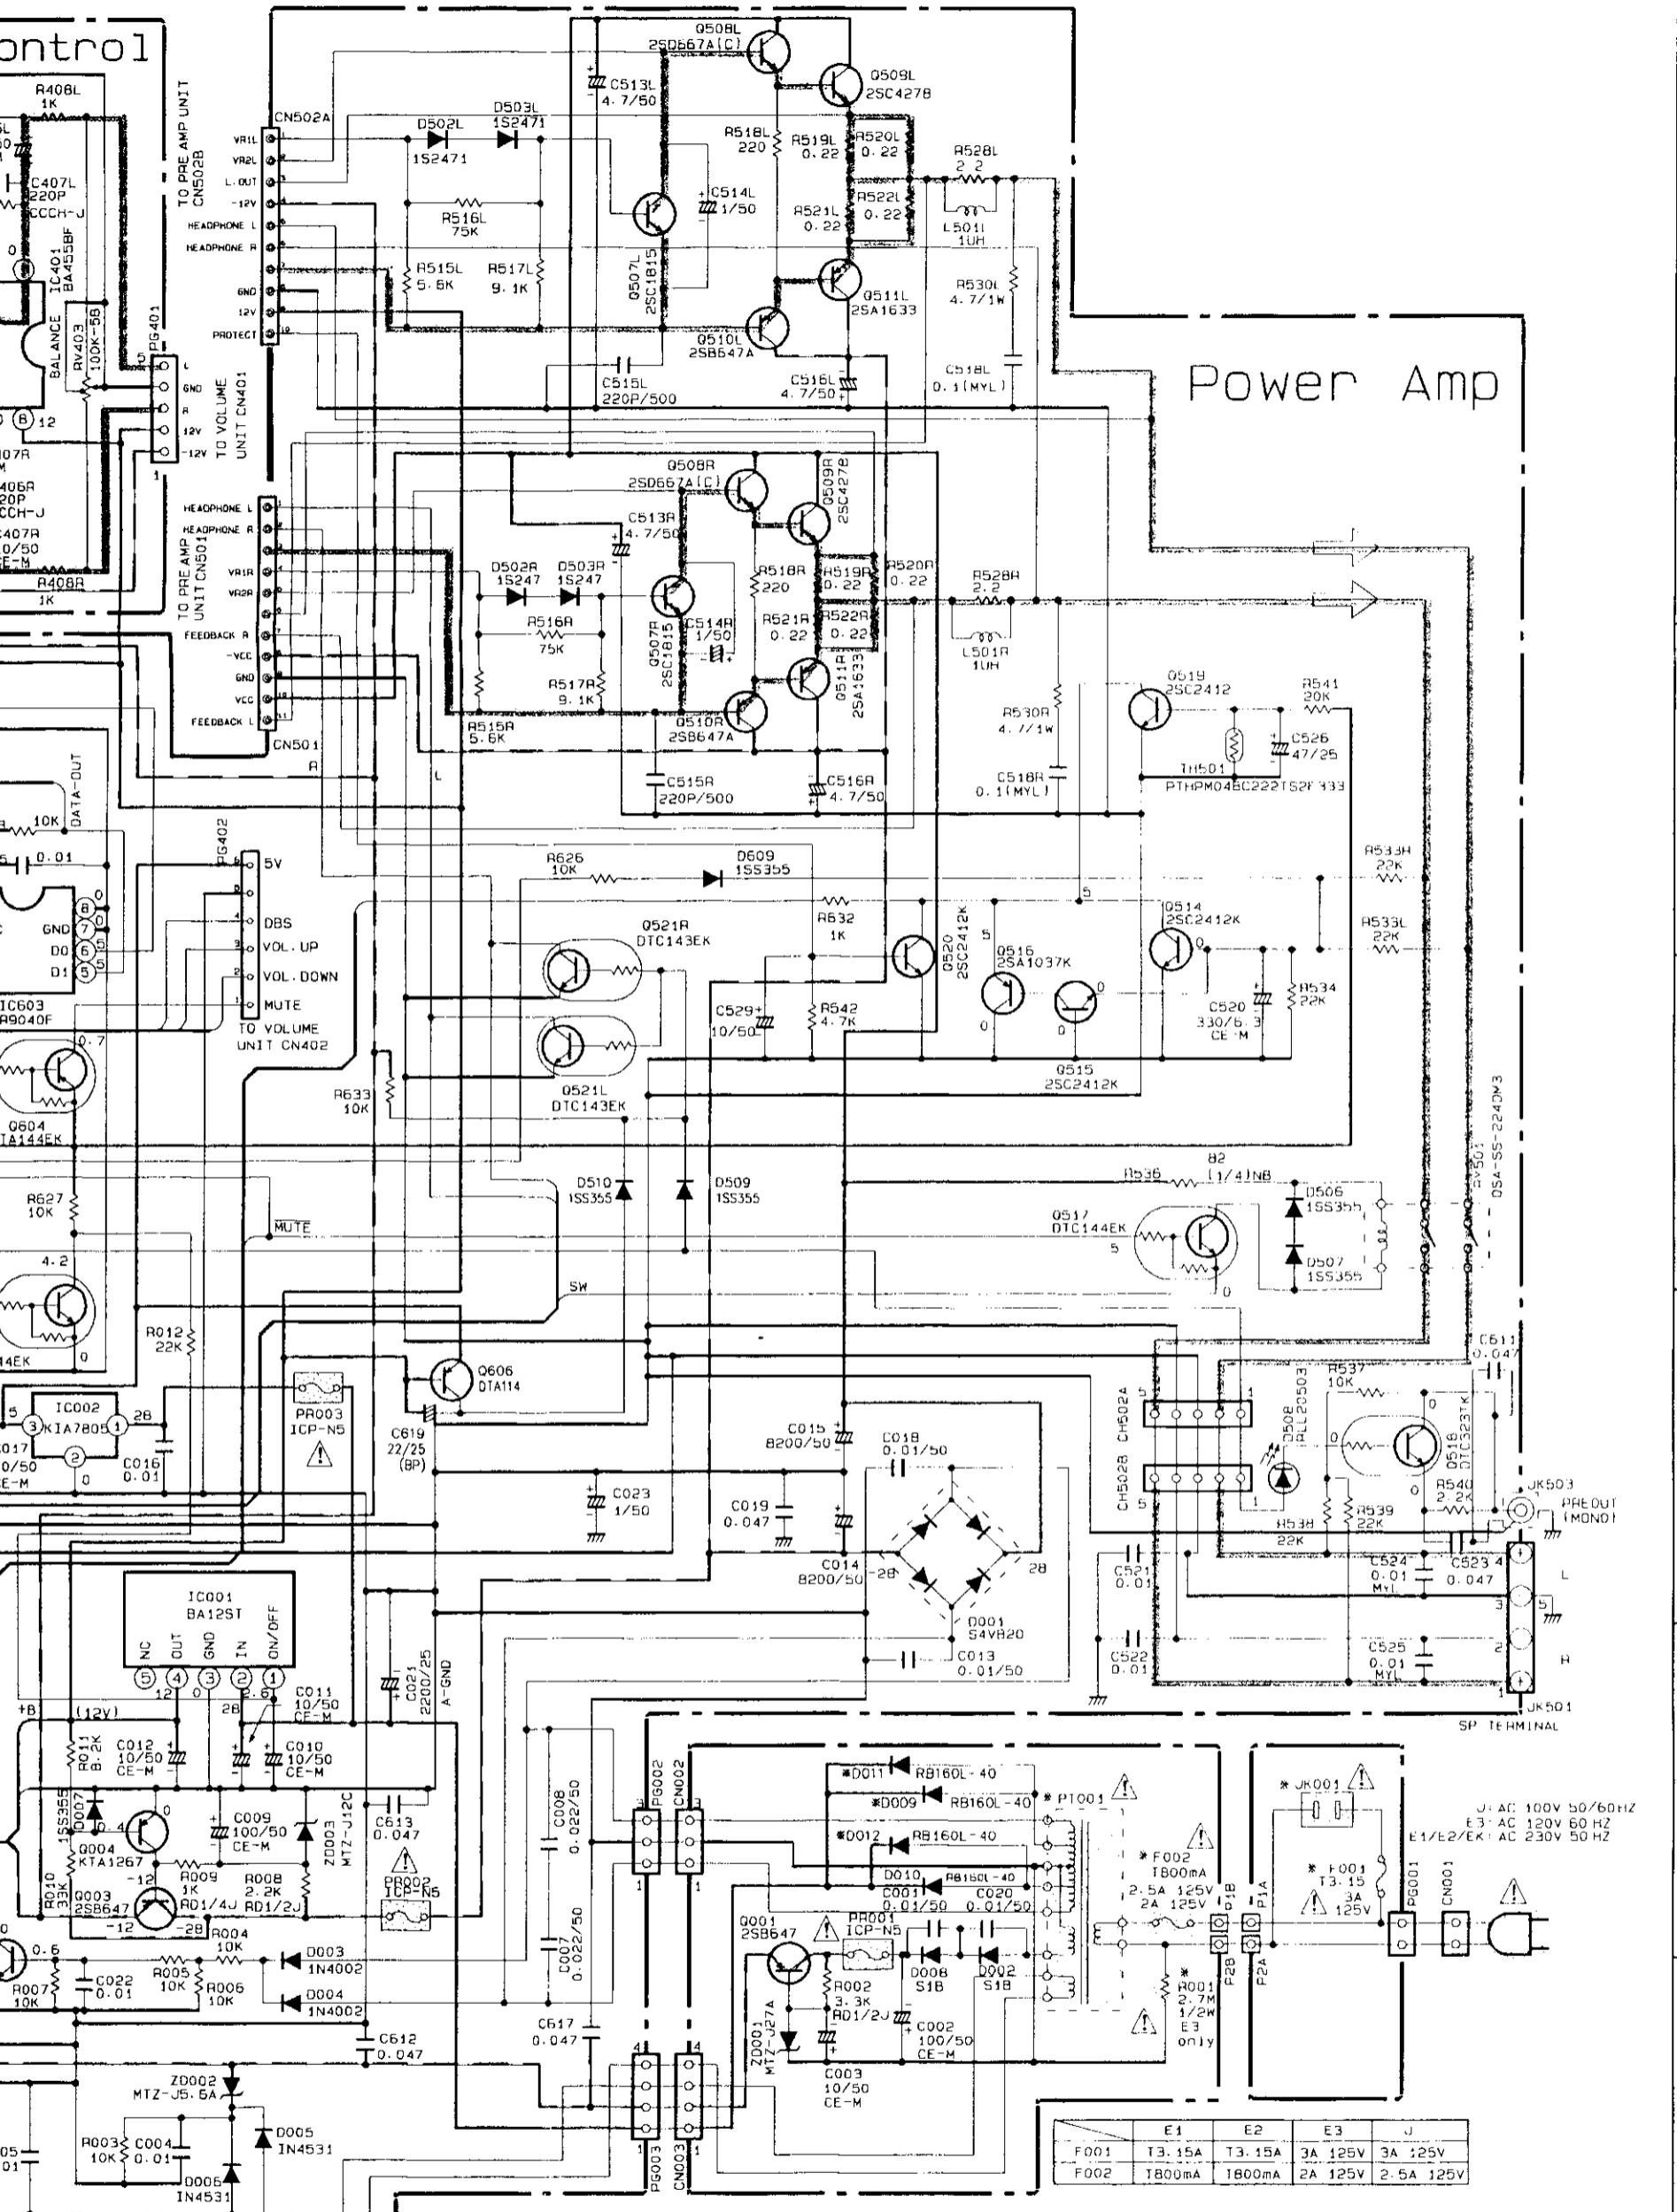 ontrol
R408L
1K
C407L
220P
CCCH-J
IC401
BA4558F
BALANCE
RV403
100K-5B
PG401
TO PRE AMP UNIT
CN502B
CN502A
VR1L
VR2L
L.OUT
-12V
HEADPHONE L
HEADPHONE R
GND
12V
PROTECT
L
GND
R
12V
-12V
TO VOLUME
UNIT CN401
D502L
1S2471
D503L
1S2471
R516L
75K
R515L
5.6K
R517L
9.1K
C513L
4.7/50
Q508L
2SD667A(C)
Q509L
2SC4278
R518L
220
R519L
0.22
R520L
0.22
R521L
0.22
R522L
0.22
C514L
1/50
Q507L
2SC1815
R528L
2.2
1UH
R530L
4.7/1W
Q511L
2SA1633
Q510L
2SB647A
C515L
220P/500
C516L
4.7/50
C518L
0.1(MYL)
Power Amp
12
R408R
1K
TO PRE AMP
UNIT CN501
HEADPHONE L
HEADPHONE R
VR1R
VR2R
FEEDBACK R
-VCC
GND
VCC
FEEDBACK L
CN501
R
L
Q508R
2SD667A(C)
Q509R
2SC4278
C513R
4.7/50
D502R
1S247
D503R
1S247
R516R
75K
R517R
9.1K
R515R
5.6K
Q507R
2SC1815
C514R
1/50
R518R
220
R519R
0.22
R520R
0.22
R521R
0.22
R522R
0.22
Q511R
2SA1633
Q510R
2SB647A
R528R
2.2
L501R
1UH
R530R
4.7/1W
C518R
0.1(MYL)
C515R
220P/500
C516R
4.7/50
Q519
2SC2412
R541
20K
C526
47/25
TH501
DATA-OUT
10K
0.01
GND
D0
D1
IC603
PG402
5V
DBS
VOL.UP
VOL.DOWN
MUTE
TO VOLUME
UNIT CN402
0.7
R626
10K
D609
1SS355
R533R
22K
R632
1K
Q521R
DTC143EK
Q520
2SC2412K
Q516
2SA1037K
Q514
2SC2412K
R533L
22K
R534
22K
C520
330/6.3
CE-M
C529
10/50
R542
4.7K
Q515
2SC2412K
Q521L
DTC143EK
R633
10K
Q604
R627
10K
4.2
MUTE
D510
1SS355
D509
1SS355
R536
82
(1/4)NB
D506
1SS355
D507
1SS355
Q517
DTC144EK
5
SW
RY501
OSA-SS-224DM3
R012
22K
IC002
KIA7805
28
C016
0.01
PR003
ICP-N5
Q606
DTA114
C619
22/25
(BP)
C015
8200/50
C018
0.01/50
C023
1/50
C019
0.047
C014
8200/50
-28
28
D001
S4VB20
C013
0.01/50
CH502A
CH502B
D508
R537
10K
C611
0.047
Q518
R540
2.2K
R538
22K
R539
22K
JK503
PREOUT
(MONO)
C521
0.01
C522
0.01
C524
0.01
MYL
C523
0.047
C525
0.01
MYL
L
R
JK501
SP TERMINAL
IC001
BA12ST
NC
OUT
GND
IN
ON/OFF
C021
2200/25
A-GND
+B
(12V)
R011
8.2K
C012
10/50
CE-M
C011
10/50
CE-M
C010
10/50
CE-M
1SS355
D007
0.4
Q004
KTA1267
R010
33K
Q003
2SB647
R009
1K
RD1/4J
R008
2.2K
RD1/2J
C009
100/50
CE-M
ZD003
MTZ-J12C
C613
0.047
PR002
ICP-N5
R004
10K
0.6
R007
10K
C022
0.01
R005
10K
R006
10K
D003
1N4002
D004
1N4002
C008
0.022/50
C007
0.022/50
C617
0.047
C612
0.047
ZD002
MTZ-J5.6A
R003
10K
C004
0.01
D005
IN4531
D006
IN4531
PG002
CN002
PG003
CN003
*D011
RB160L-40
*D009
RB160L-40
*D012
RB160L-40
D010
RB160L-40
C001
0.01/50
C020
0.01/50
* PT001
Q001
2SB647
PR001
ICP-N5
D008
S1B
D002
S1B
R002
3.3K
RD1/2J
C002
100/50
CE-M
C003
10/50
CE-M
ZD001
MTZ-J27A
* F002
T800mA
2.5A 125V
2A 125V
P1B
P1A
P2B
P2A
*
R001
2.7M
1/2W
E3
only
* JK001
* F001
T3.15
3A
125V
PG001
CN001
J: AC 100V 50/60HZ
E3: AC 120V 60 HZ
E1/E2/EK: AC 230V 50 HZ
E1 E2 E3 J
F001 T3.15A T3.15A 3A 125V 3A 125V
F002 T800mA T800mA 2A 125V 2.5A 125V